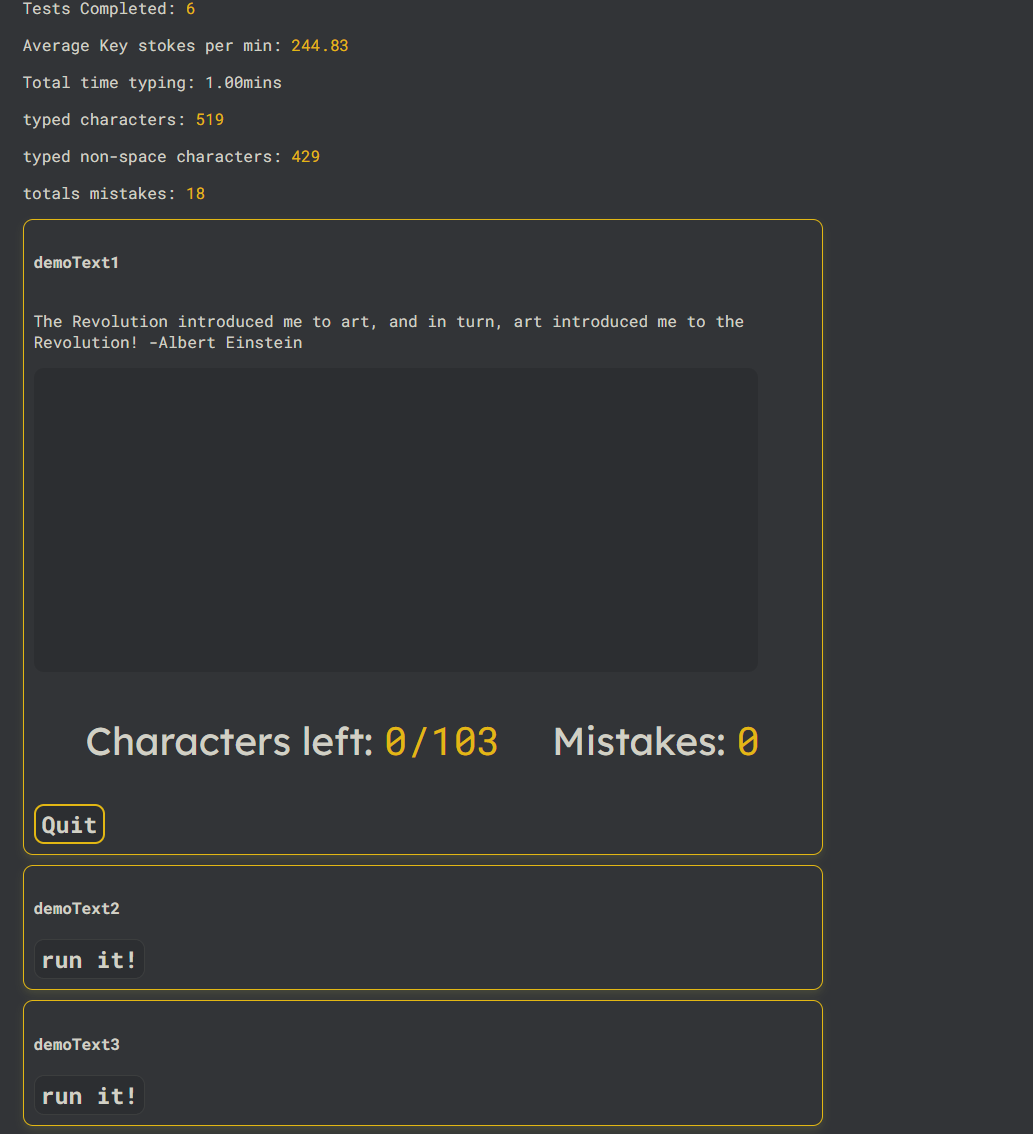 Tests Completed: 6
Average Key stokes per min: 244.83
Total time typing: 1.00mins
typed characters: 519
typed non-space characters: 429
totals mistakes: 18
demoText1
The Revolution introduced me to art, and in turn, art introduced me to the
Revolution! -Albert Einstein
Characters left: 0/103 Mistakes: 0
Quit
demoText2
run it!
demoText3
run it!